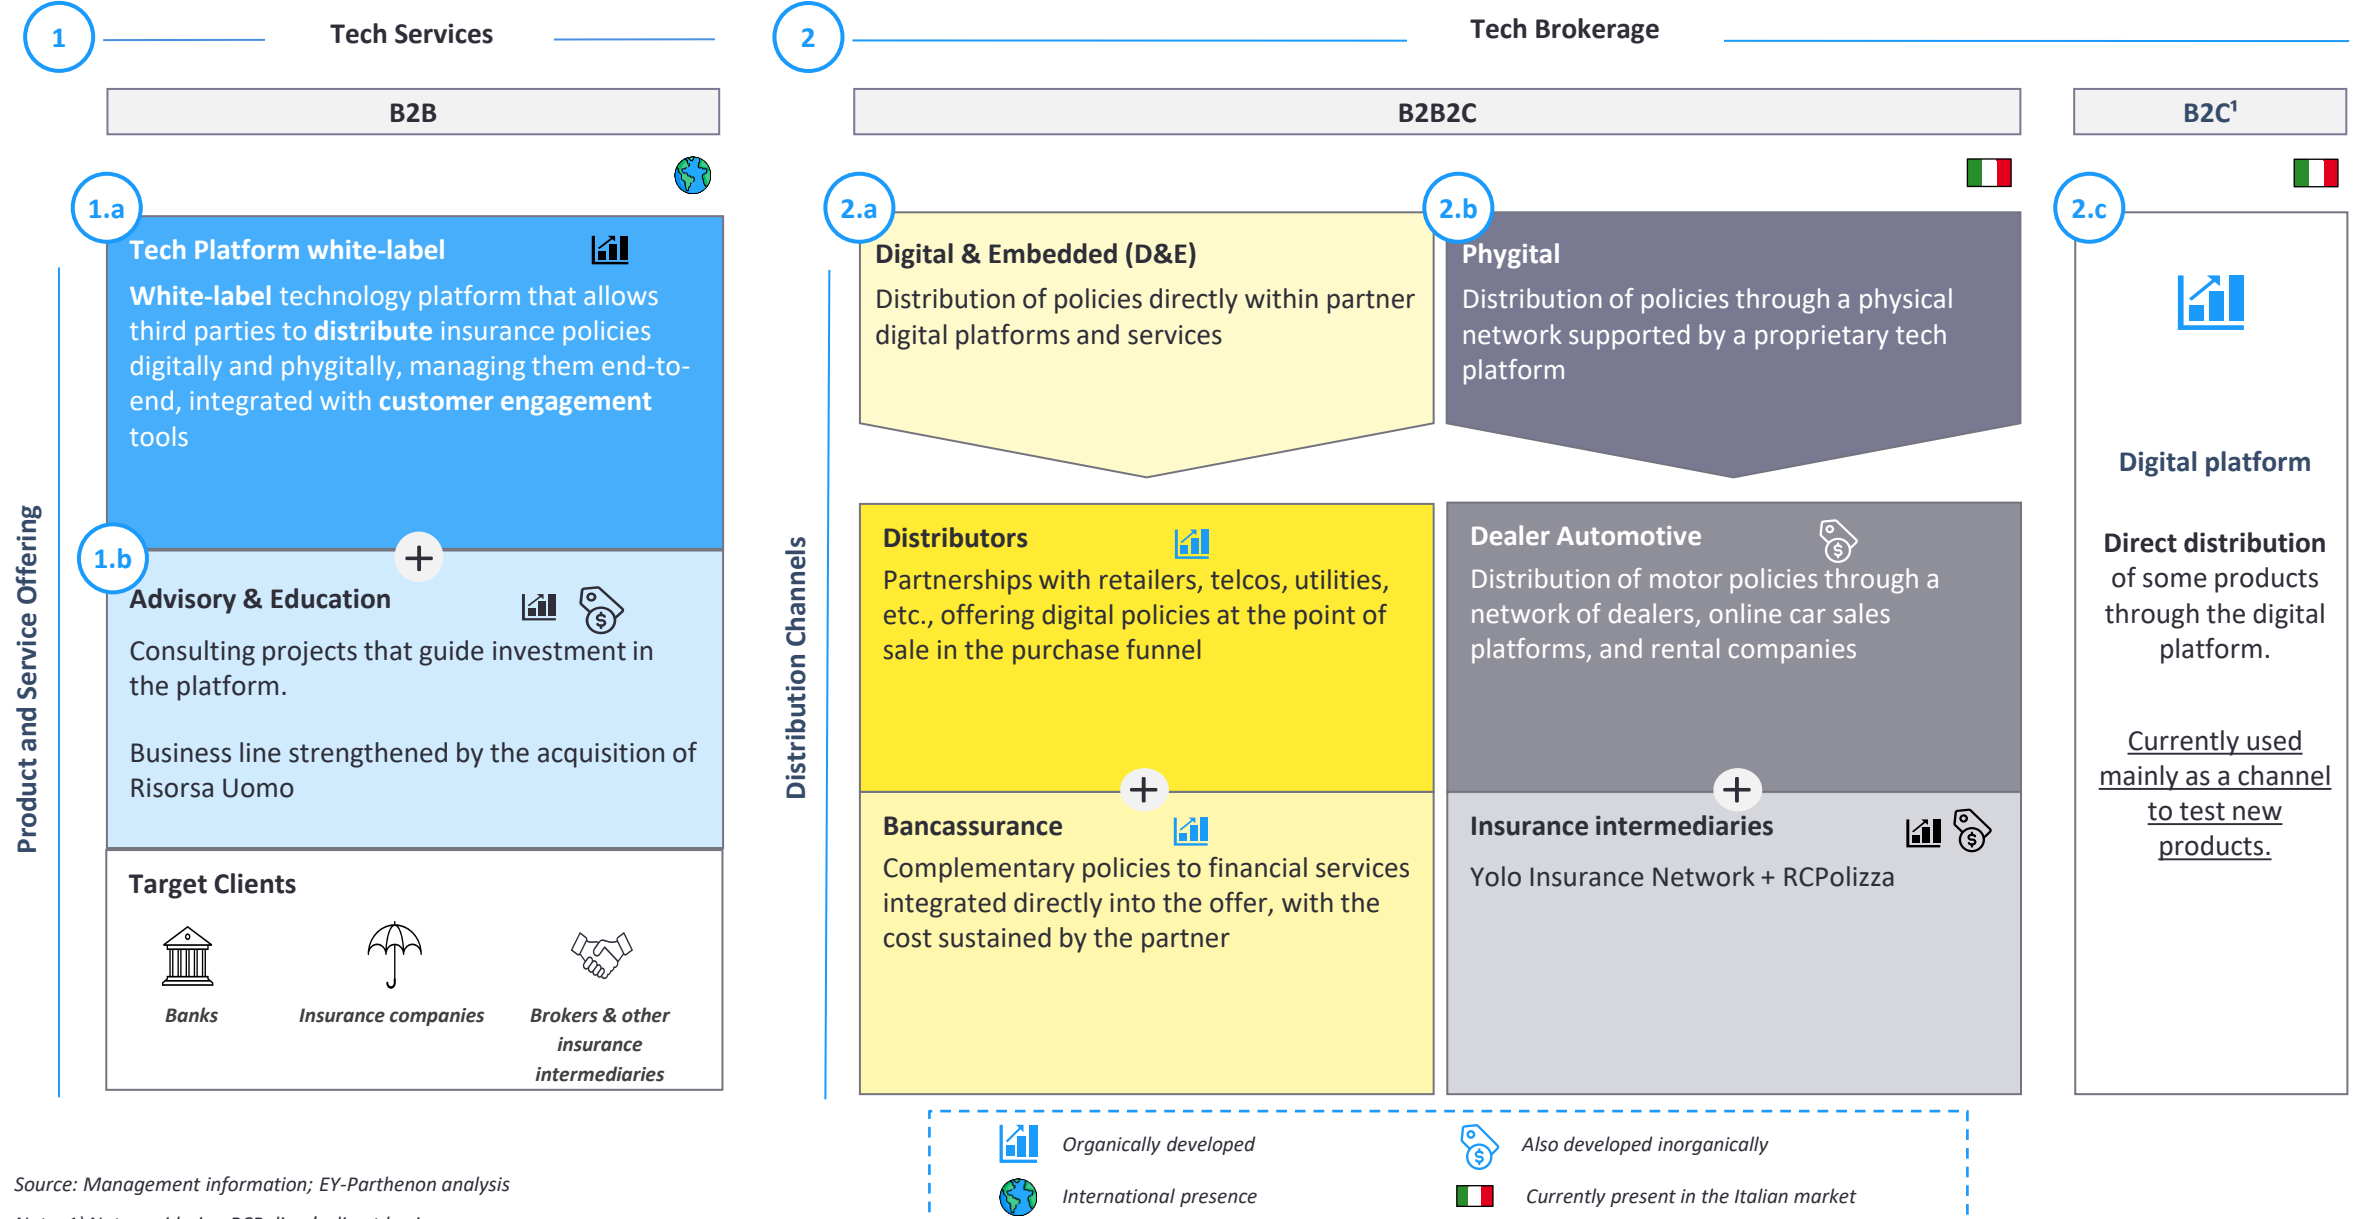 1
Tech Services
2
Tech Brokerage
B2B
B2B2C
B2C¹
Product and Service Offering
1.a
Tech Platform white-label
White-label technology platform that allows
third parties to distribute insurance policies
digitally and phygitally, managing them end-to-
end, integrated with customer engagement
tools
1.b
Advisory & Education
Consulting projects that guide investment in
the platform.
Business line strengthened by the acquisition of
Risorsa Uomo
Target Clients
Banks
Insurance companies
Brokers & other
insurance
intermediaries
Distribution Channels
2.a
Digital & Embedded (D&E)
Distribution of policies directly within partner
digital platforms and services
Distributors
Partnerships with retailers, telcos, utilities,
etc., offering digital policies at the point of
sale in the purchase funnel
Bancassurance
Complementary policies to financial services
integrated directly into the offer, with the
cost sustained by the partner
2.b
Phygital
Distribution of policies through a physical
network supported by a proprietary tech
platform
Dealer Automotive
Distribution of motor policies through a
network of dealers, online car sales
platforms, and rental companies
Insurance intermediaries
Yolo Insurance Network + RCPolizza
2.c
Digital platform
Direct distribution
of some products
through the digital
platform.
Currently used
mainly as a channel
to test new
products.
Organically developed
Also developed inorganically
International presence
Currently present in the Italian market
Source: Management information; EY-Parthenon analysis